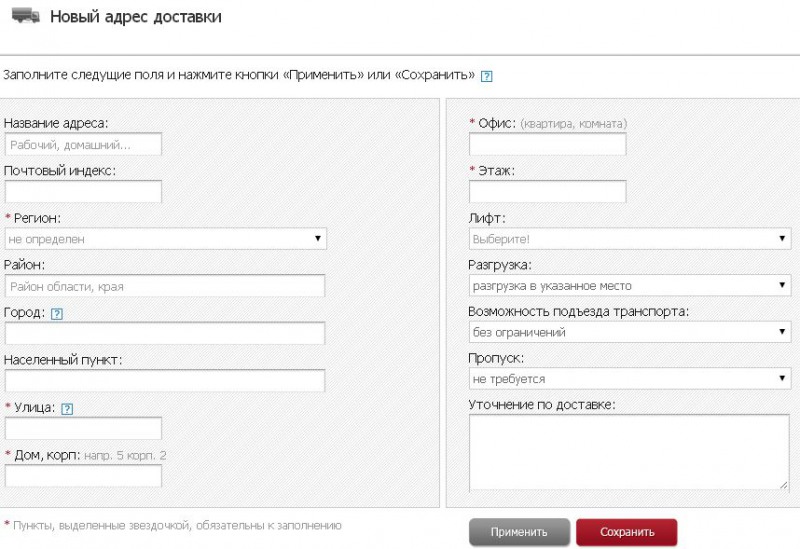 Новый адрес доставки
Заполните следущие поля и нажмите кнопки «Применить» или «Сохранить» ?
Название адреса:
Рабочий, домашний...
Почтовый индекс:
* Регион:
не определен
Район:
Район области, края
Город: ?
Населенный пункт:
* Улица: ?
* Дом, корп: напр. 5 корп. 2
* Офис: (квартира, комната)
* Этаж:
Лифт:
Выберите!
Разгрузка:
разгрузка в указанное место
Возможность подъезда транспорта:
без ограничений
Пропуск:
не требуется
Уточнение по доставке:
* Пункты, выделенные звездочкой, обязательны к заполнению
Применить
Сохранить